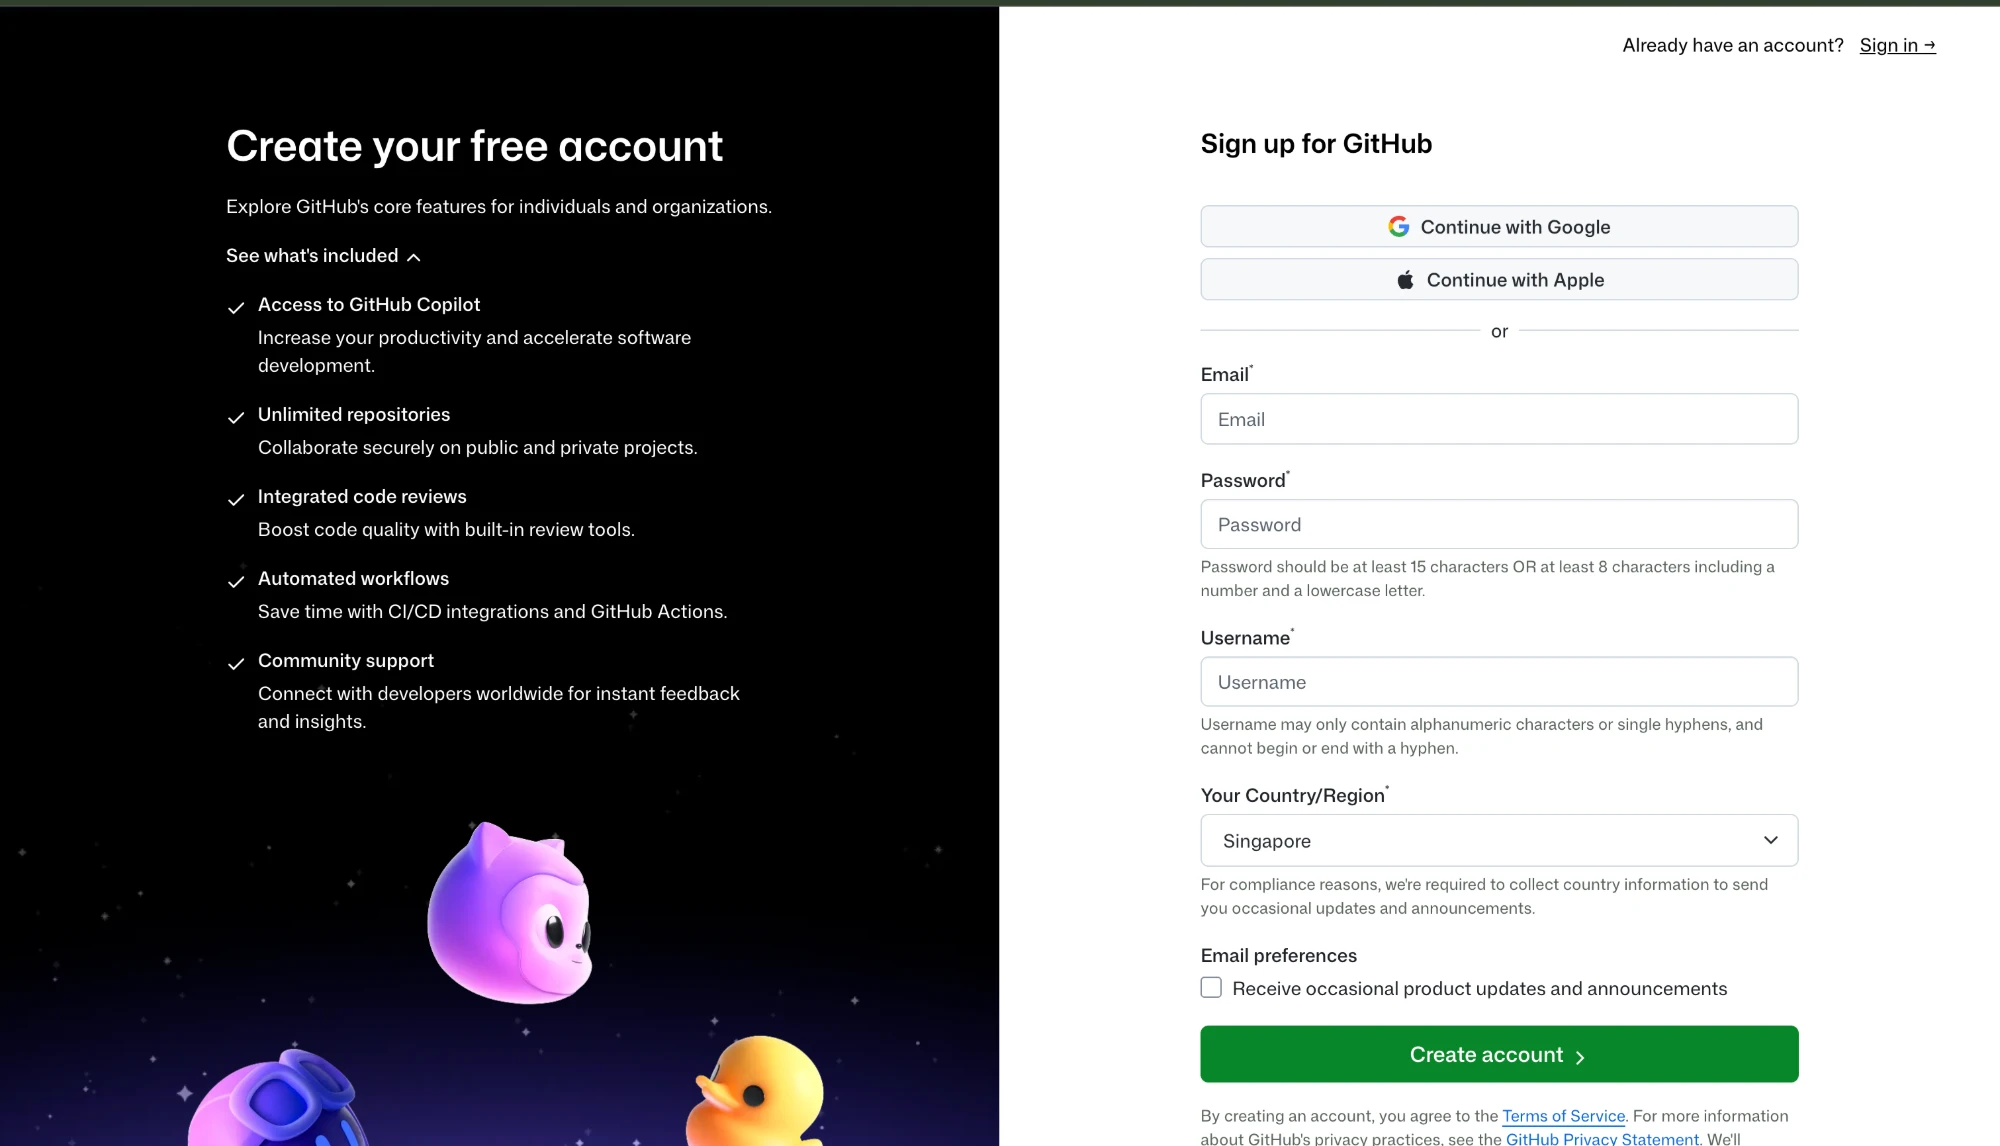 Already have an account? Sign in →
Create your free account
Explore GitHub's core features for individuals and organizations.
See what's included
Access to GitHub Copilot
Increase your productivity and accelerate software
development.
Unlimited repositories
Collaborate securely on public and private projects.
Integrated code reviews
Boost code quality with built-in review tools.
Automated workflows
Save time with CI/CD integrations and GitHub Actions.
Community support
Connect with developers worldwide for instant feedback
and insights.
Sign up for GitHub
Continue with Google
Continue with Apple
or
Email*
Email
Password*
Password
Password should be at least 15 characters OR at least 8 characters including a
number and a lowercase letter.
Username*
Username
Username may only contain alphanumeric characters or single hyphens, and
cannot begin or end with a hyphen.
Your Country/Region*
Singapore
For compliance reasons, we're required to collect country information to send
you occasional updates and announcements.
Email preferences
Receive occasional product updates and announcements
Create account
By creating an account, you agree to the Terms of Service. For more information
about GitHub's privacy practices, see the GitHub Privacy Statement. We'll